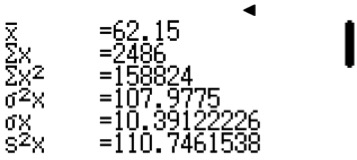 x̄ =62.15
Σx =2486
Σx² =158824
σ²x =107.9775
σx =10.39122226
s²x =110.7461538